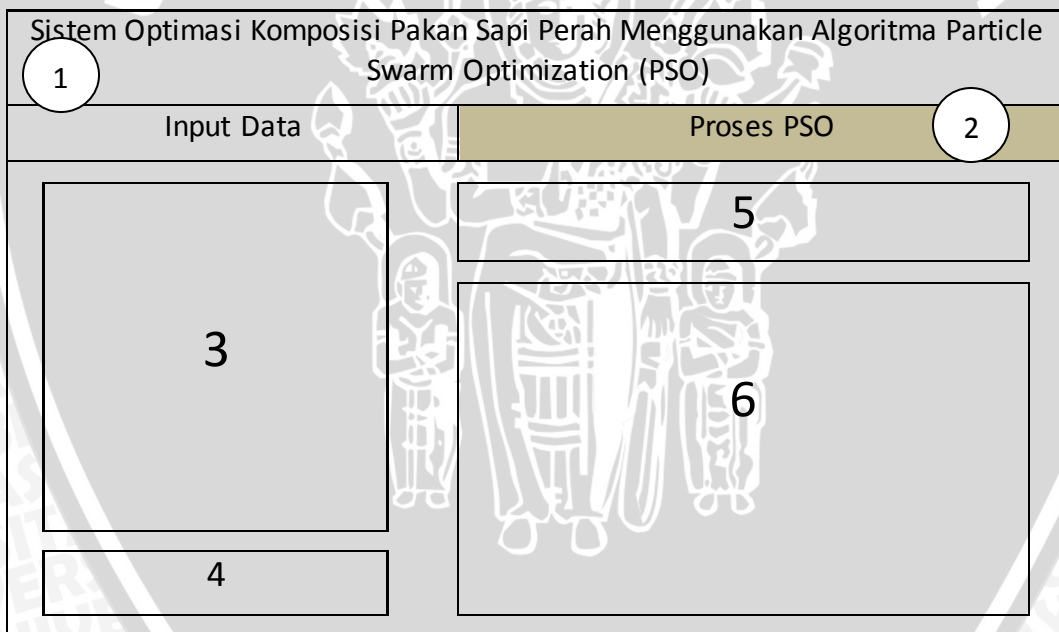 Sistem Optimasi Komposisi Pakan Sapi Perah Menggunakan Algoritma Particle
Swarm Optimization (PSO)
1
Input Data
Proses PSO
2
3
5
6
4